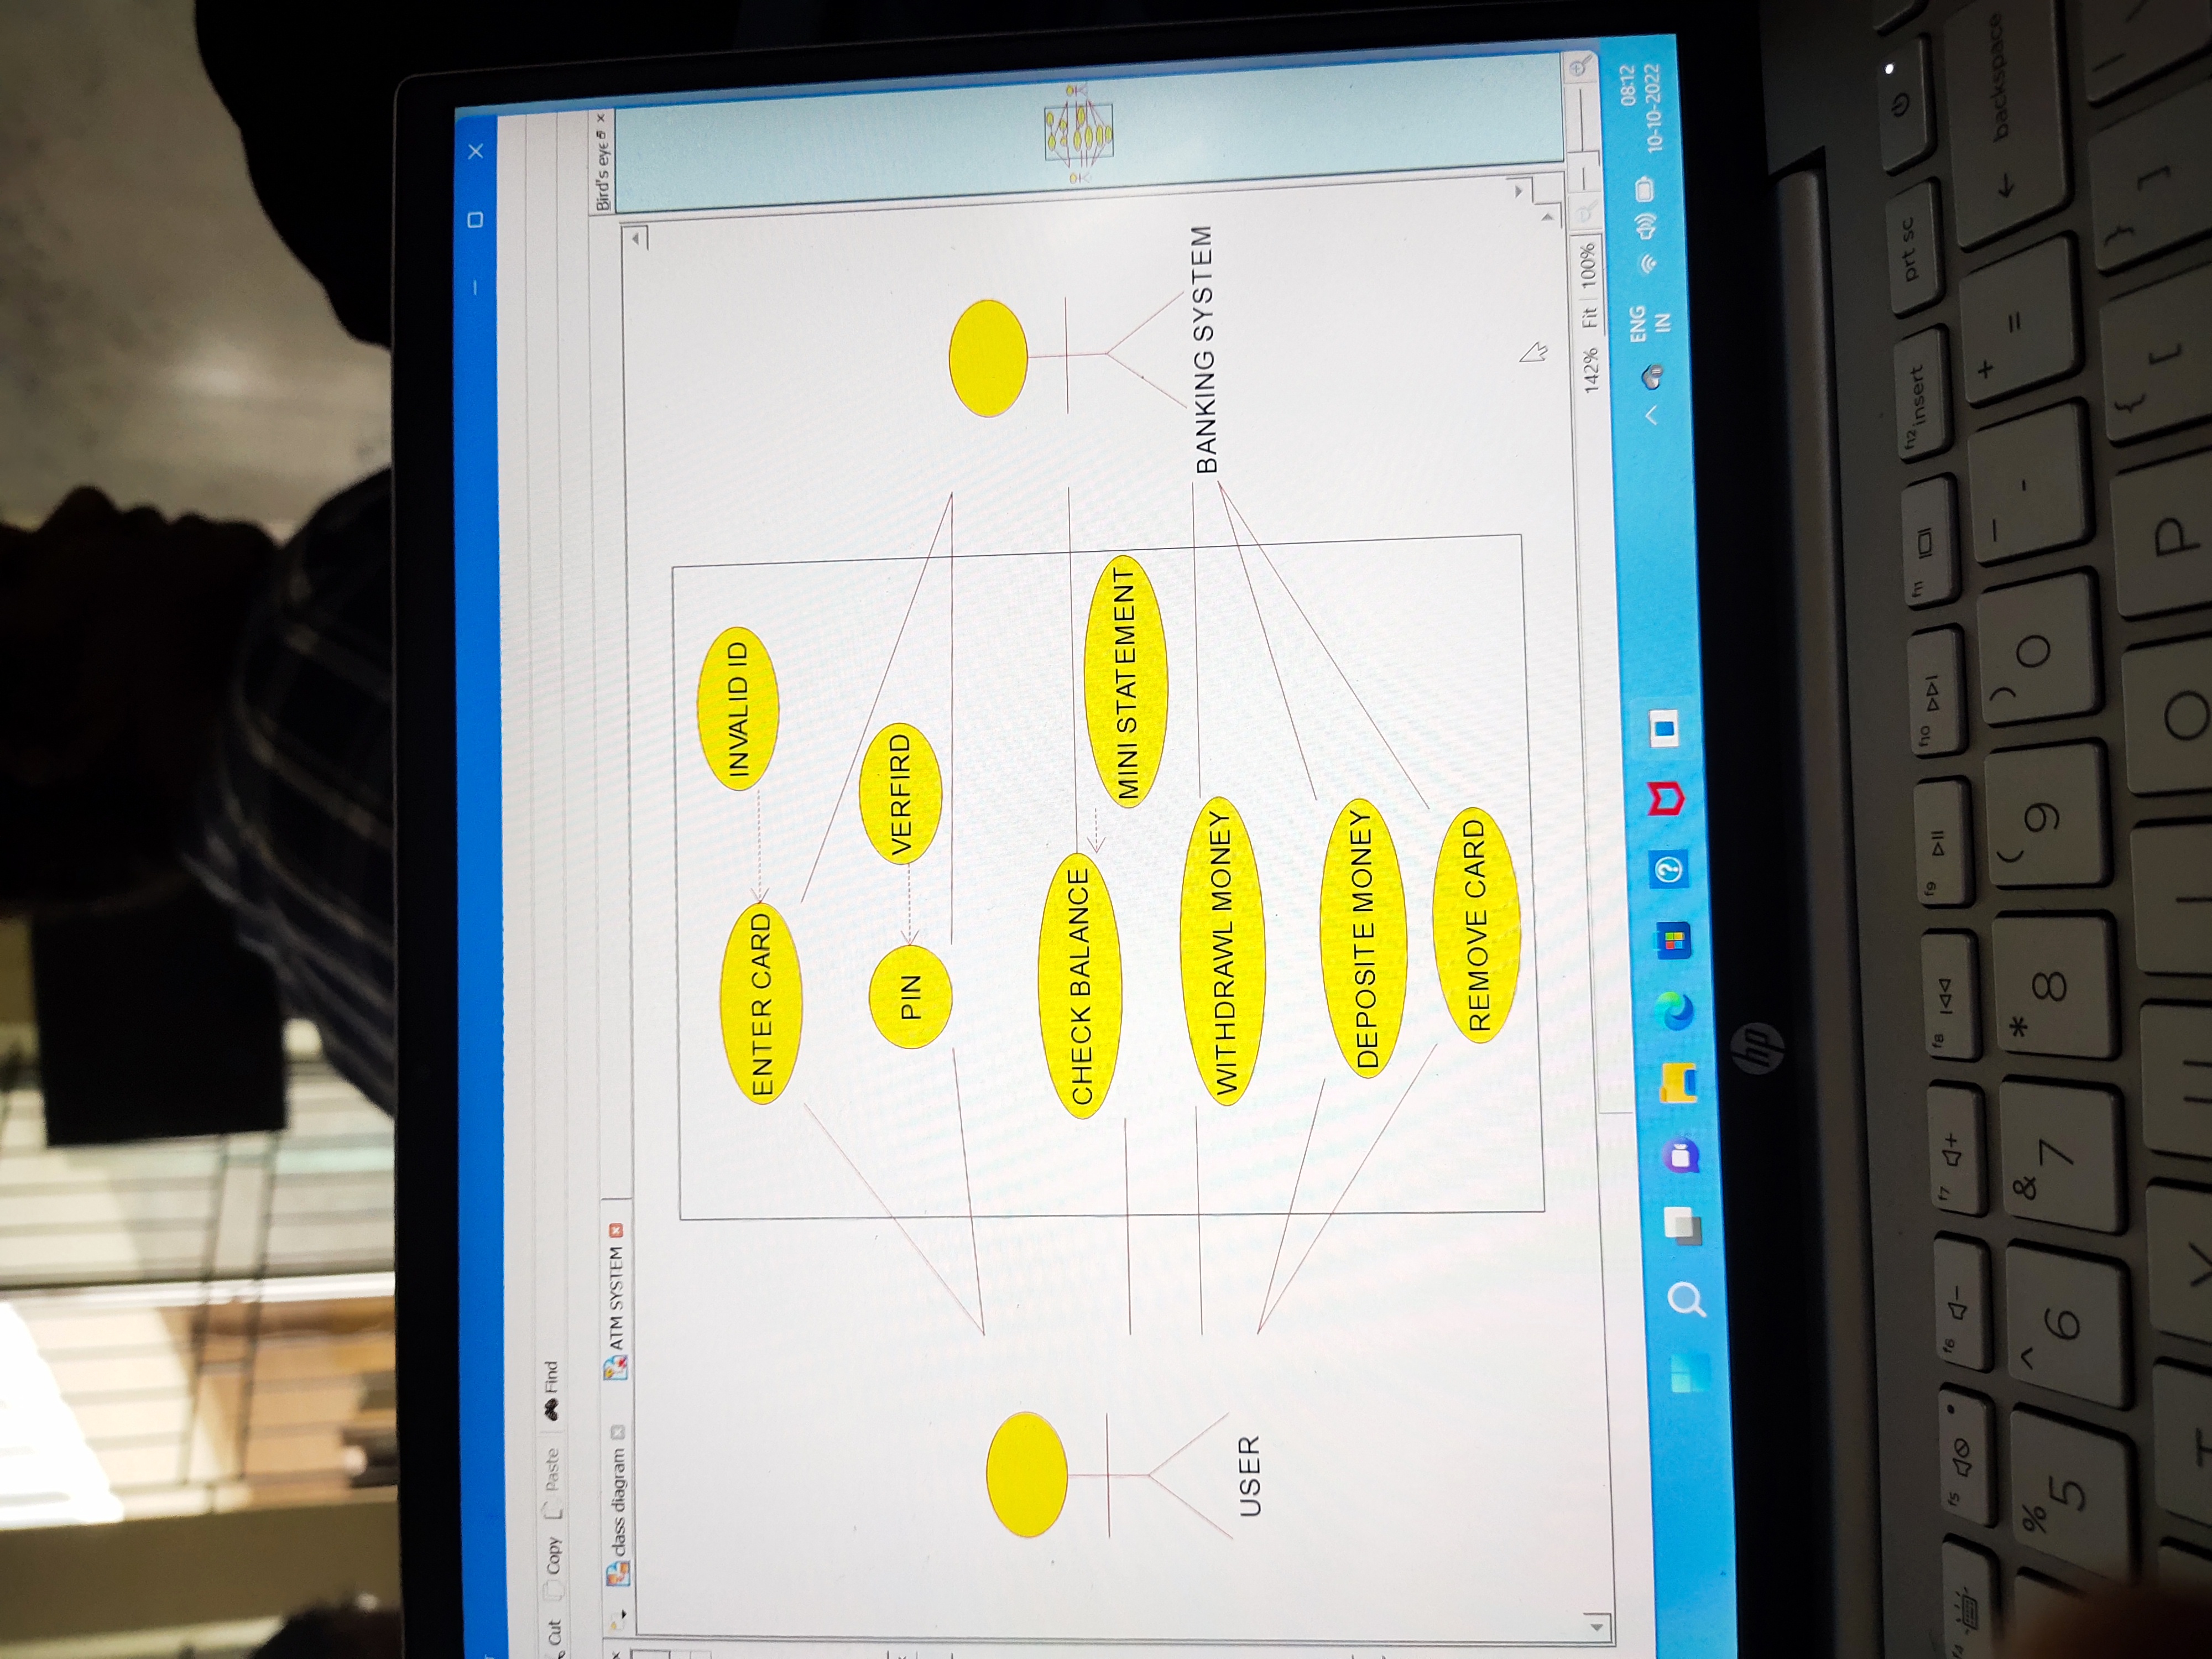 Cut Copy Paste Find
class diagram ATM SYSTEM
Bird's eye
ENTER CARD
INVALID ID
PIN
VERFIRD
CHECK BALANCE
MINI STATEMENT
WITHDRAWL MONEY
DEPOSITE MONEY
REMOVE CARD
USER
BANKING SYSTEM
142% Fit 100%
ENG
IN
08:12
10-10-2022
hp
f4 f5 f6 f7 f8 f9 f10 f11 f12 insert prt sc
% 5 ^ 6 & 7 * 8 ( 9 ) 0 — - + = ← backspace
T Y U I O P { [ } ]